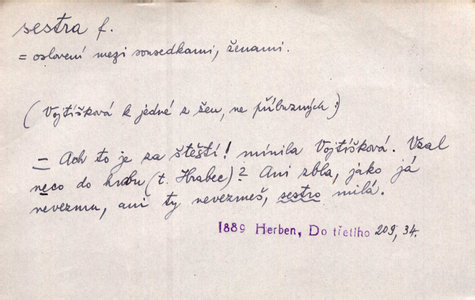 sestra f.
= oslovení mezi sousedkami, ženami.
(Vojtíšková k jedné z žen, ne příbuzných:)
— Ach to je za štěstí! mínila Vojtíšková. Vzal
neco do hrobu (t. Hrabec)? Ani zbla, jako já
nevezmu, ani ty nevezmeš, sestro milá.
1889 Herben, Do třetího 209, 34.